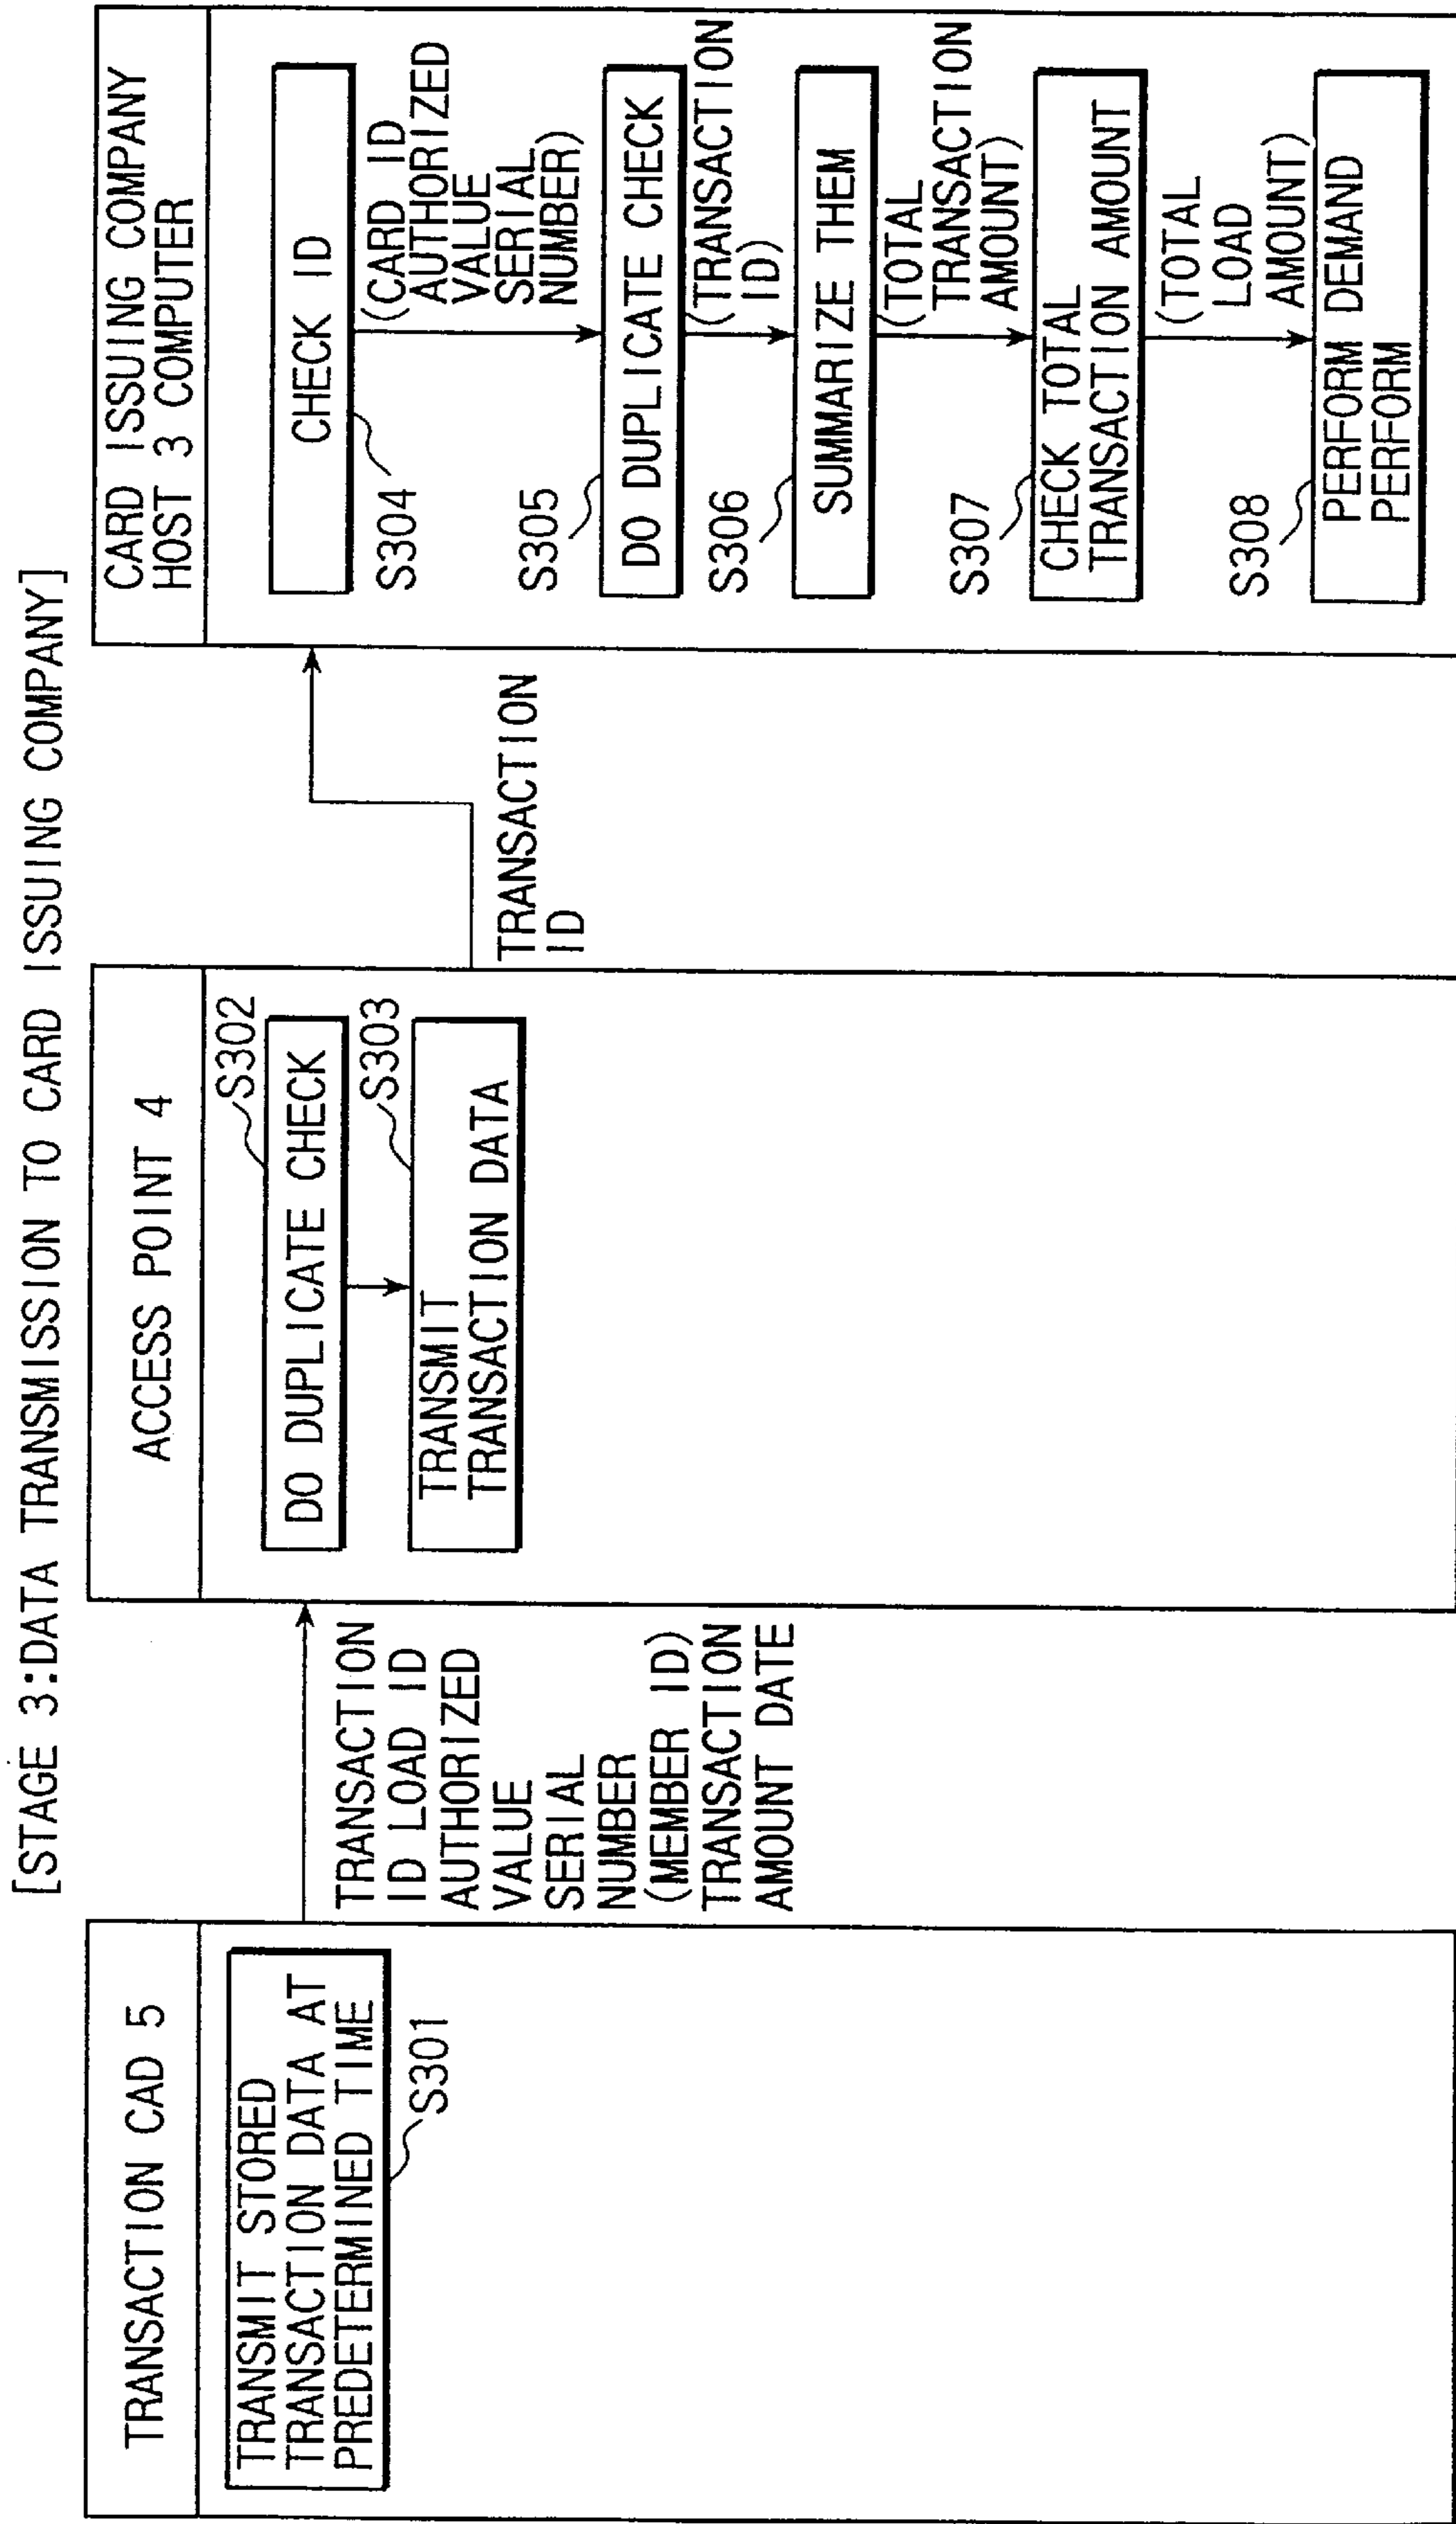 [STAGE 3:DATA TRANSMISSION TO CARD ISSUING COMPANY]
TRANSACTION CAD 5
TRANSMIT STORED
TRANSACTION DATA AT
PREDETERMINED TIME
S301
TRANSACTION
ID LOAD ID
AUTHORIZED
VALUE
SERIAL
NUMBER
(MEMBER ID)
TRANSACTION
AMOUNT DATE
ACCESS POINT 4
S302
DO DUPLICATE CHECK
S303
TRANSMIT
TRANSACTION DATA
TRANSACTION
ID
CARD ISSUING COMPANY
HOST 3 COMPUTER
CHECK ID
S304
(CARD ID
AUTHORIZED
VALUE
SERIAL
NUMBER)
S305
DO DUPLICATE CHECK
(TRANSACTION
ID)
S306
SUMMARIZE THEM
(TOTAL
TRANSACTION
AMOUNT)
S307
CHECK TOTAL
TRANSACTION AMOUNT
(TOTAL
LOAD
AMOUNT)
S308
PERFORM DEMAND
PERFORM